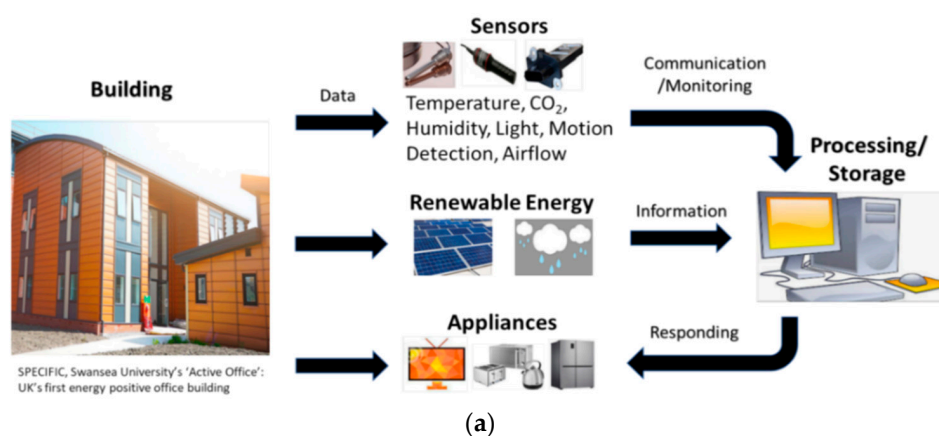 Sensors
Building
Data
Temperature, CO₂,
Humidity, Light, Motion
Detection, Airflow
Communication
/Monitoring
Processing/
Storage
Renewable Energy
Information
Appliances
Responding
SPECIFIC, Swansea University's 'Active Office':
UK's first energy positive office building
(a)